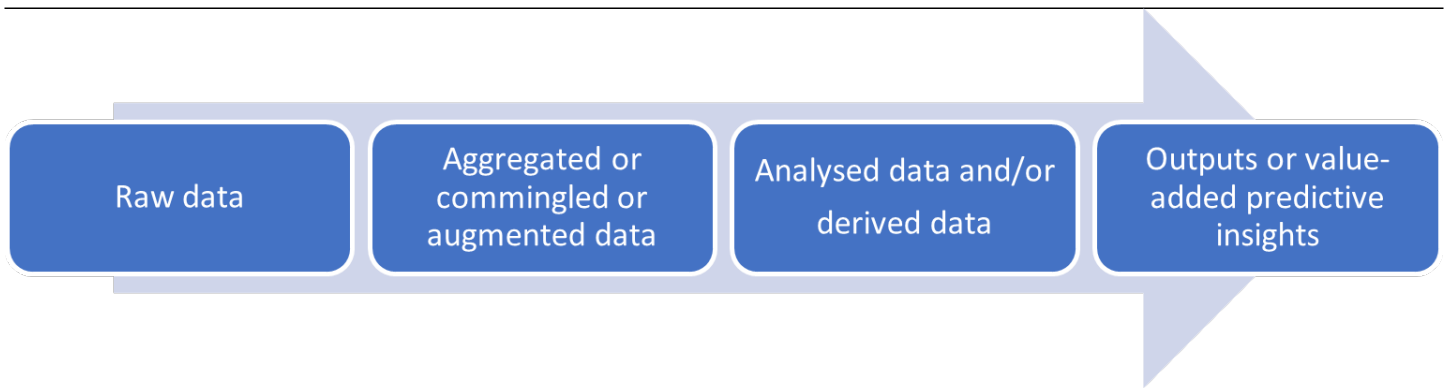 Raw data
Aggregated or
commingled or
augmented data
Analysed data and/or
derived data
Outputs or value-
added predictive
insights